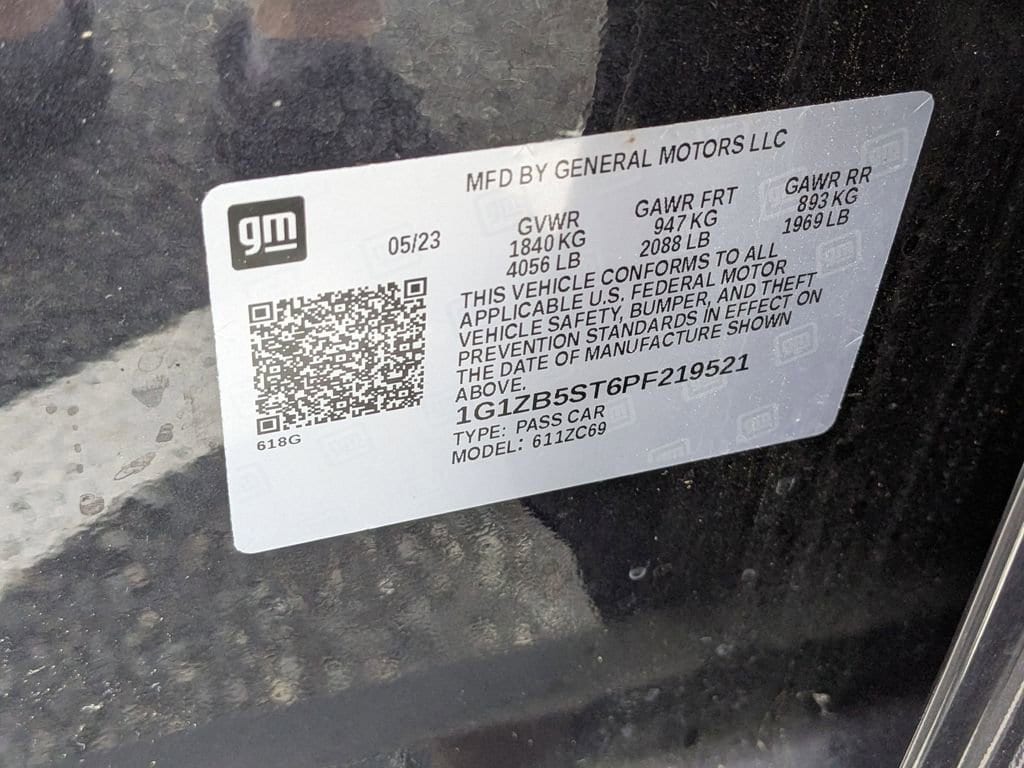 MFD BY GENERAL MOTORS LLC
gm
05/23
GVWR
1840 KG
4056 LB
GAWR FRT
947 KG
2088 LB
GAWR RR
893 KG
1969 LB
THIS VEHICLE CONFORMS TO ALL
APPLICABLE U.S. FEDERAL MOTOR
VEHICLE SAFETY, BUMPER, AND THEFT
PREVENTION STANDARDS IN EFFECT ON
THE DATE OF MANUFACTURE SHOWN
ABOVE.
1G1ZB5ST6PF219521
TYPE: PASS CAR
MODEL: 611ZC69
618G